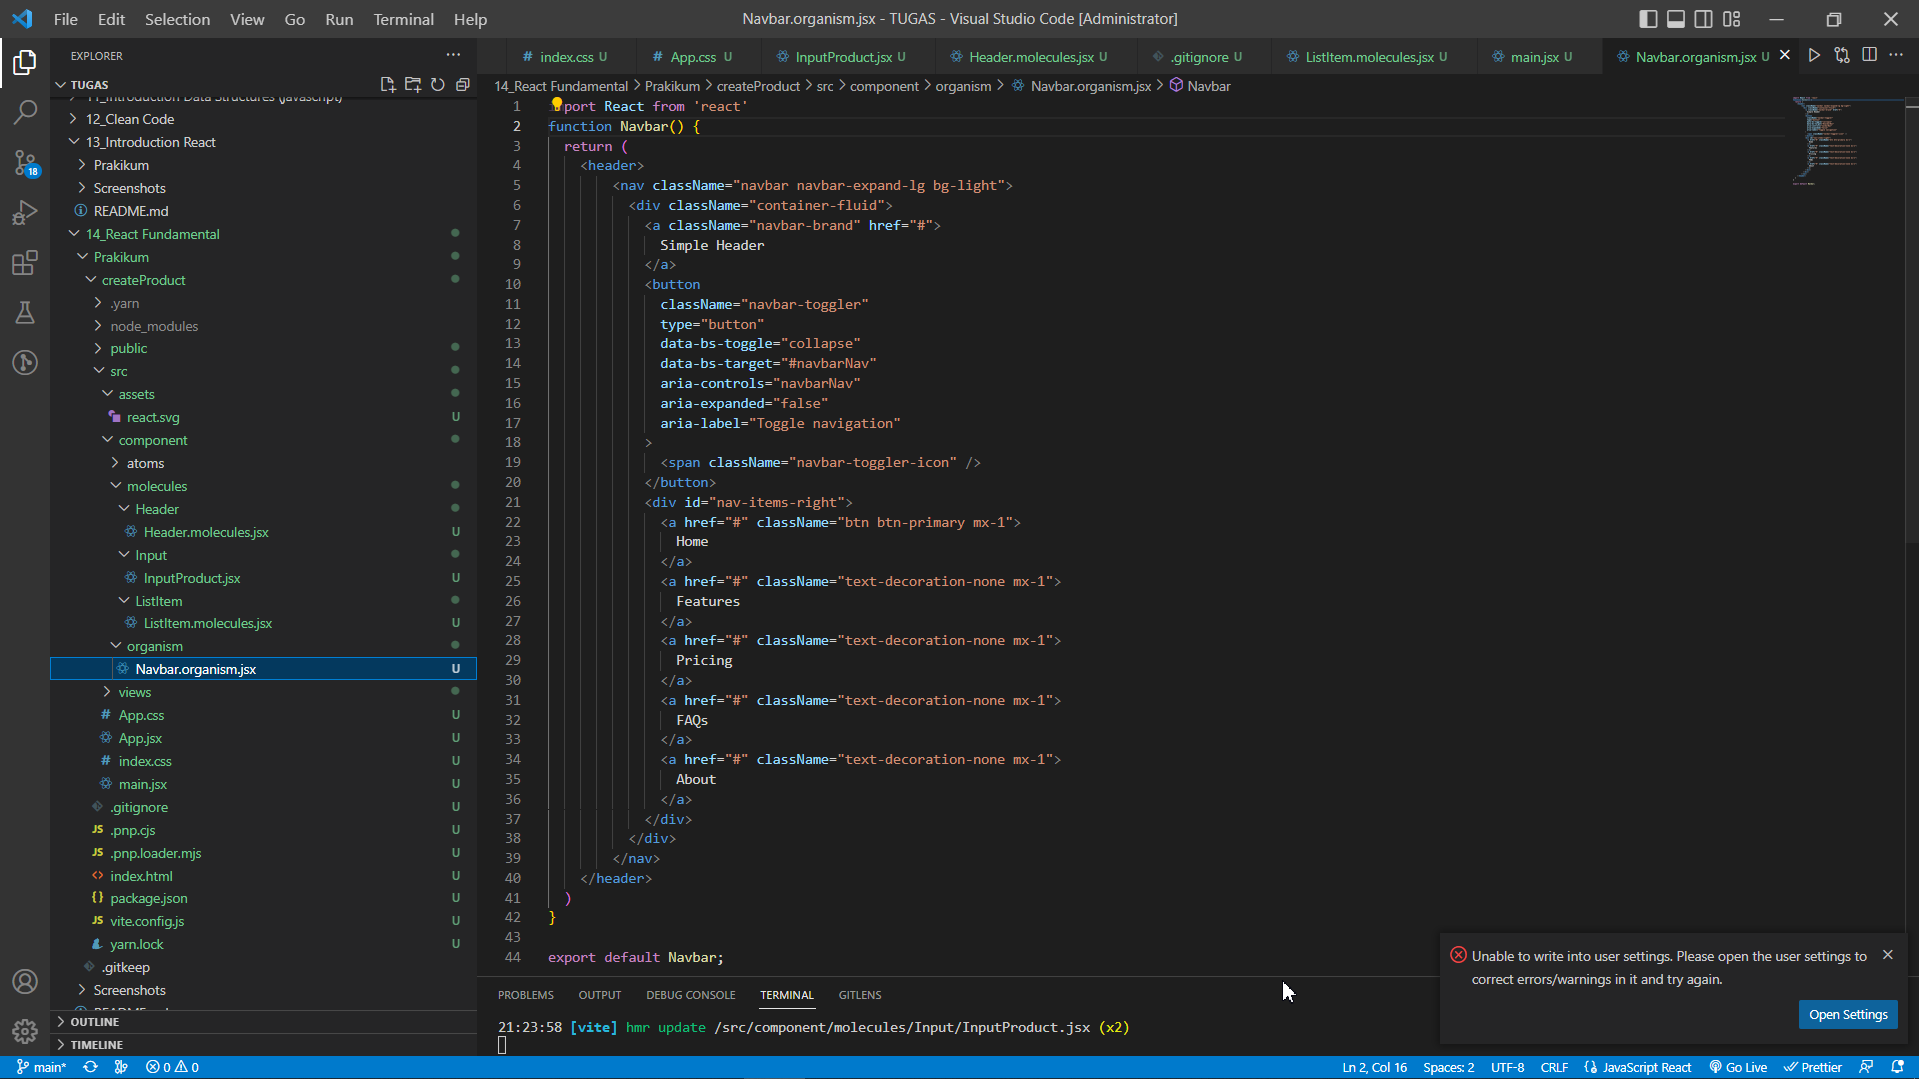 File Edit Selection View Go Run Terminal Help
Navbar.organism.jsx - TUGAS - Visual Studio Code [Administrator]
EXPLORER
TUGAS
11_Introduction Data Structures (javascript)
12_Clean Code
13_Introduction React
Prakikum
Screenshots
README.md
14_React Fundamental
Prakikum
createProduct
.yarn
node_modules
public
src
assets
react.svg U
component
atoms
molecules
Header
Header.molecules.jsx U
Input
InputProduct.jsx U
ListItem
ListItem.molecules.jsx U
organism
Navbar.organism.jsx U
views
App.css U
App.jsx U
index.css U
main.jsx U
.gitignore U
.pnp.cjs U
.pnp.loader.mjs U
index.html U
package.json U
vite.config.js U
yarn.lock U
.gitkeep
Screenshots
OUTLINE
TIMELINE
18
index.css U App.css U InputProduct.jsx U Header.molecules.jsx U .gitignore U ListItem.molecules.jsx U main.jsx U Navbar.organism.jsx U
14_React Fundamental > Prakikum > createProduct > src > component > organism > Navbar.organism.jsx > Navbar
1 port React from 'react'
2 function Navbar() {
3 return (
4 <header>
5 <nav className="navbar navbar-expand-lg bg-light">
6 <div className="container-fluid">
7 <a className="navbar-brand" href="#">
8 Simple Header
9 </a>
10 <button
11 className="navbar-toggler"
12 type="button"
13 data-bs-toggle="collapse"
14 data-bs-target="#navbarNav"
15 aria-controls="navbarNav"
16 aria-expanded="false"
17 aria-label="Toggle navigation"
18 >
19 <span className="navbar-toggler-icon" />
20 </button>
21 <div id="nav-items-right">
22 <a href="#" className="btn btn-primary mx-1">
23 Home
24 </a>
25 <a href="#" className="text-decoration-none mx-1">
26 Features
27 </a>
28 <a href="#" className="text-decoration-none mx-1">
29 Pricing
30 </a>
31 <a href="#" className="text-decoration-none mx-1">
32 FAQs
33 </a>
34 <a href="#" className="text-decoration-none mx-1">
35 About
36 </a>
37 </div>
38 </div>
39 </nav>
40 </header>
41 )
42 }
43
44 export default Navbar;
PROBLEMS OUTPUT DEBUG CONSOLE TERMINAL GITLENS
21:23:58 [vite] hmr update /src/component/molecules/Input/InputProduct.jsx (x2)
Unable to write into user settings. Please open the user settings to
correct errors/warnings in it and try again.
Open Settings
main* 0 0 Ln 2, Col 16 Spaces: 2 UTF-8 CRLF JavaScript React Go Live Prettier